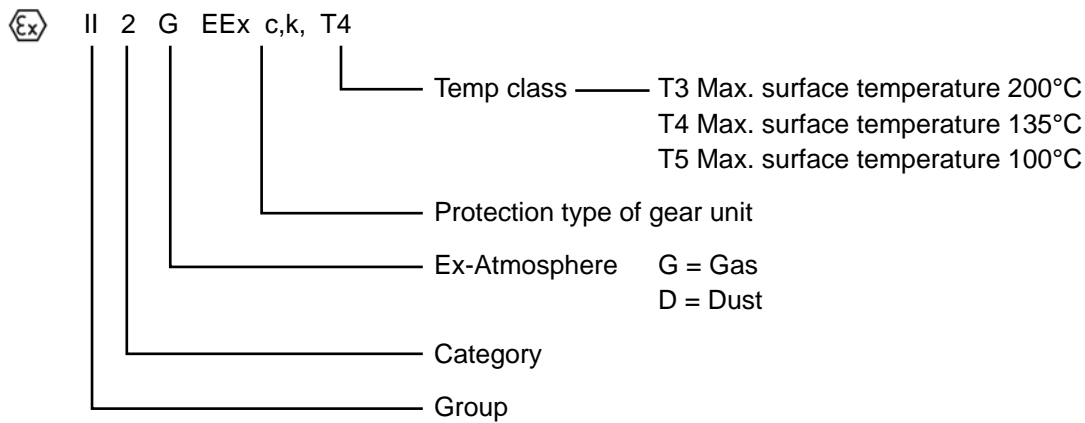 Ex II 2 G EEx c,k, T4
Temp class T3 Max. surface temperature 200°C
T4 Max. surface temperature 135°C
T5 Max. surface temperature 100°C
Protection type of gear unit
Ex-Atmosphere G = Gas
D = Dust
Category
Group